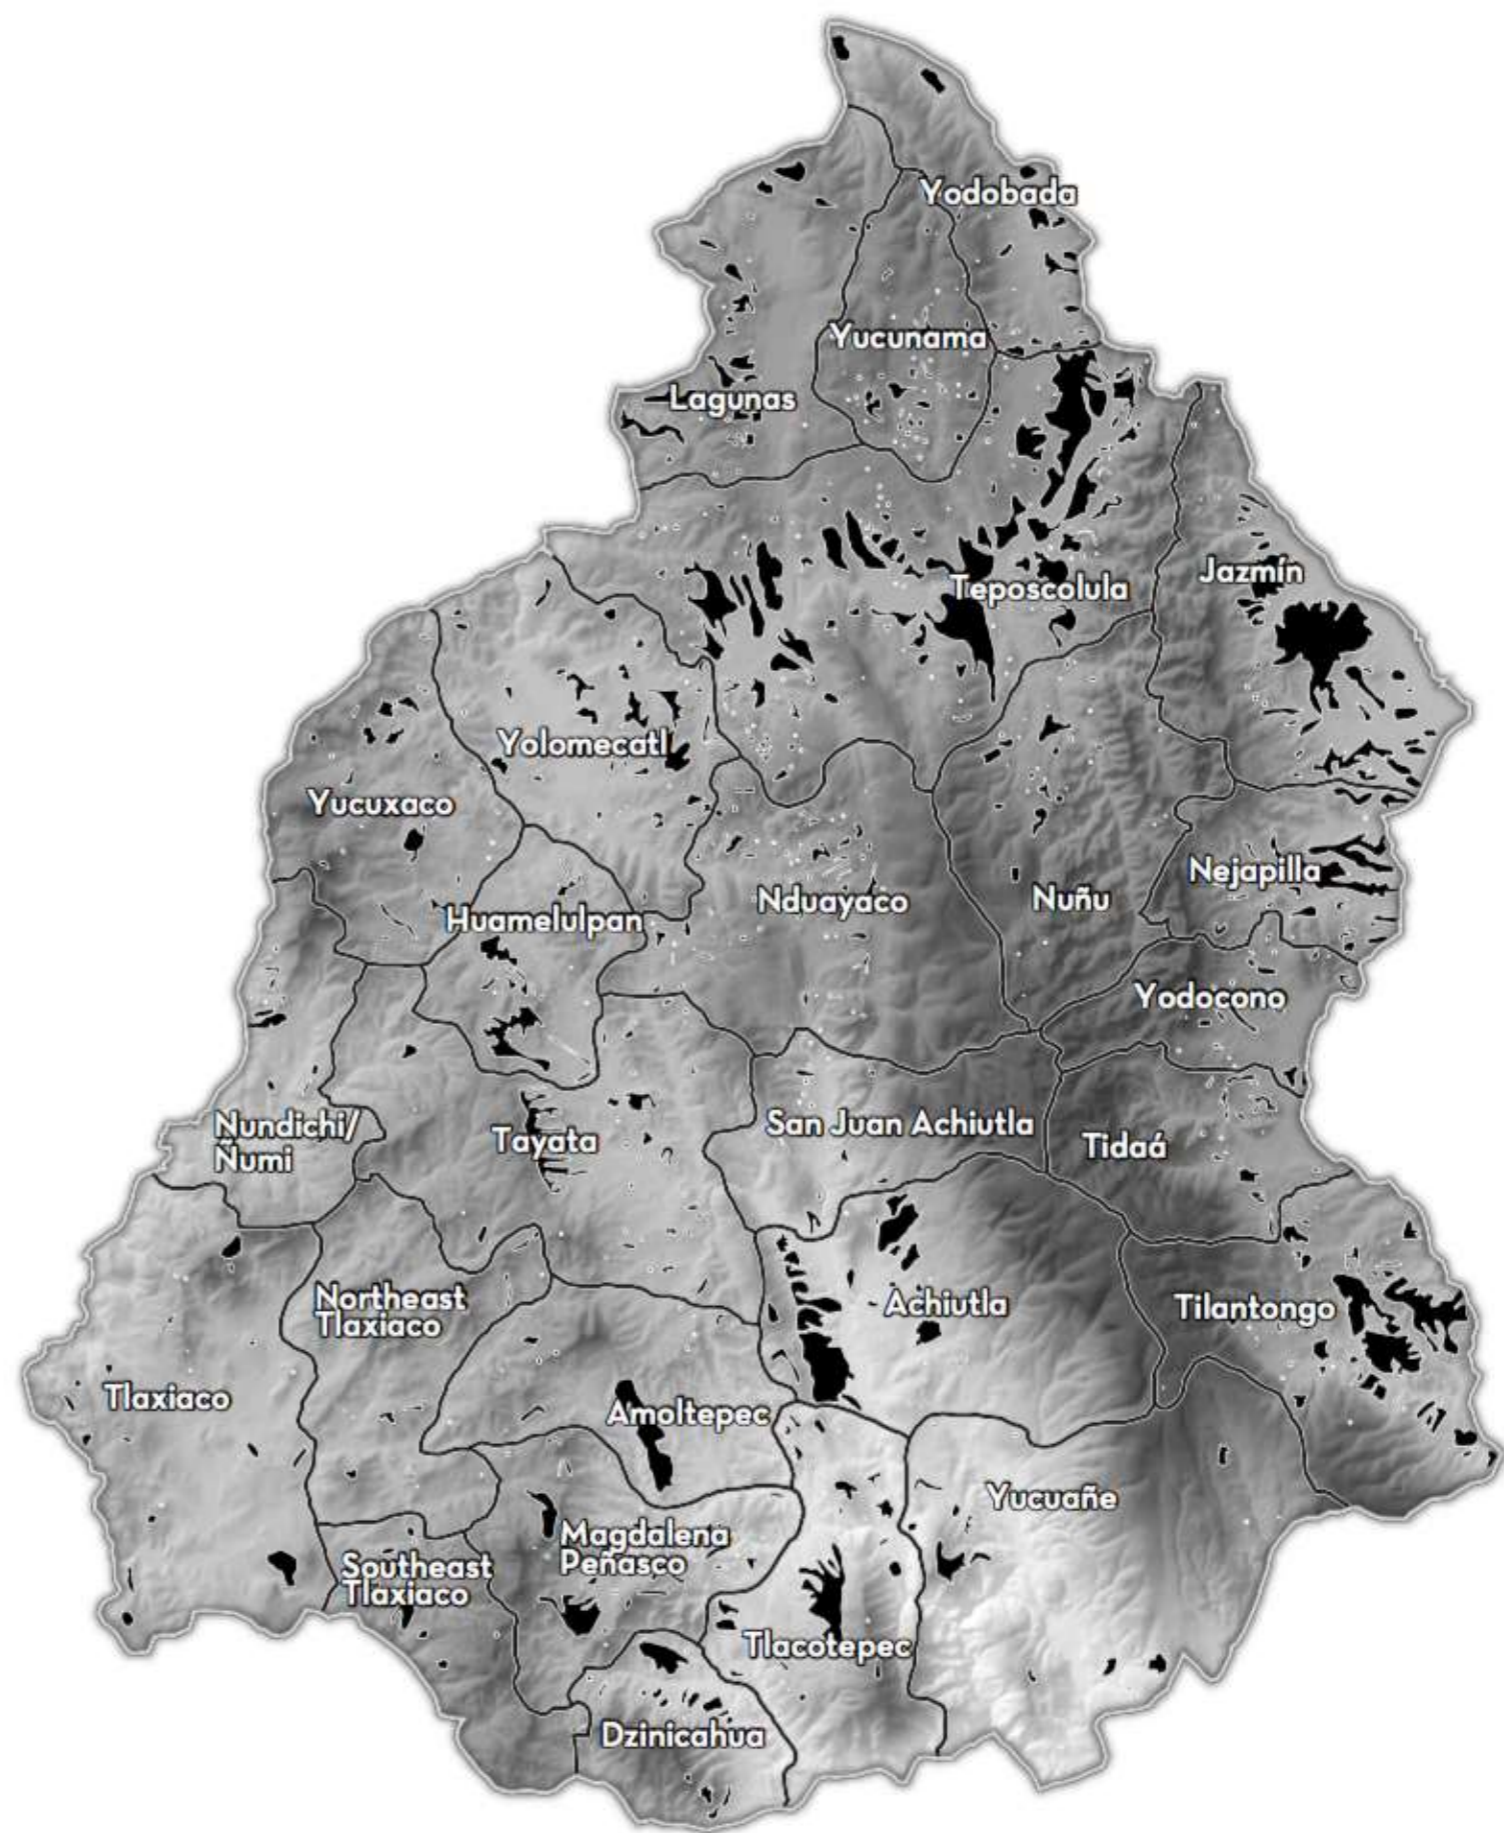 Yodobada
Yucunama
Lagunas
Jazmín
Teposcolula
Yolomecatl
Yucuxaco
Nejapilla
Nduayaco
Nuñu
Huamelulpan
Yodocono
Nundichi/
Ñumi
Tayata
San Juan Achiutla
Tidaá
Northeast
Tlaxiaco
Achiutla
Tilantongo
Tlaxiaco
Amoltepec
Yucuañe
Magdalena
Peñasco
Southeast
Tlaxiaco
Tlacotepec
Dzinicahua